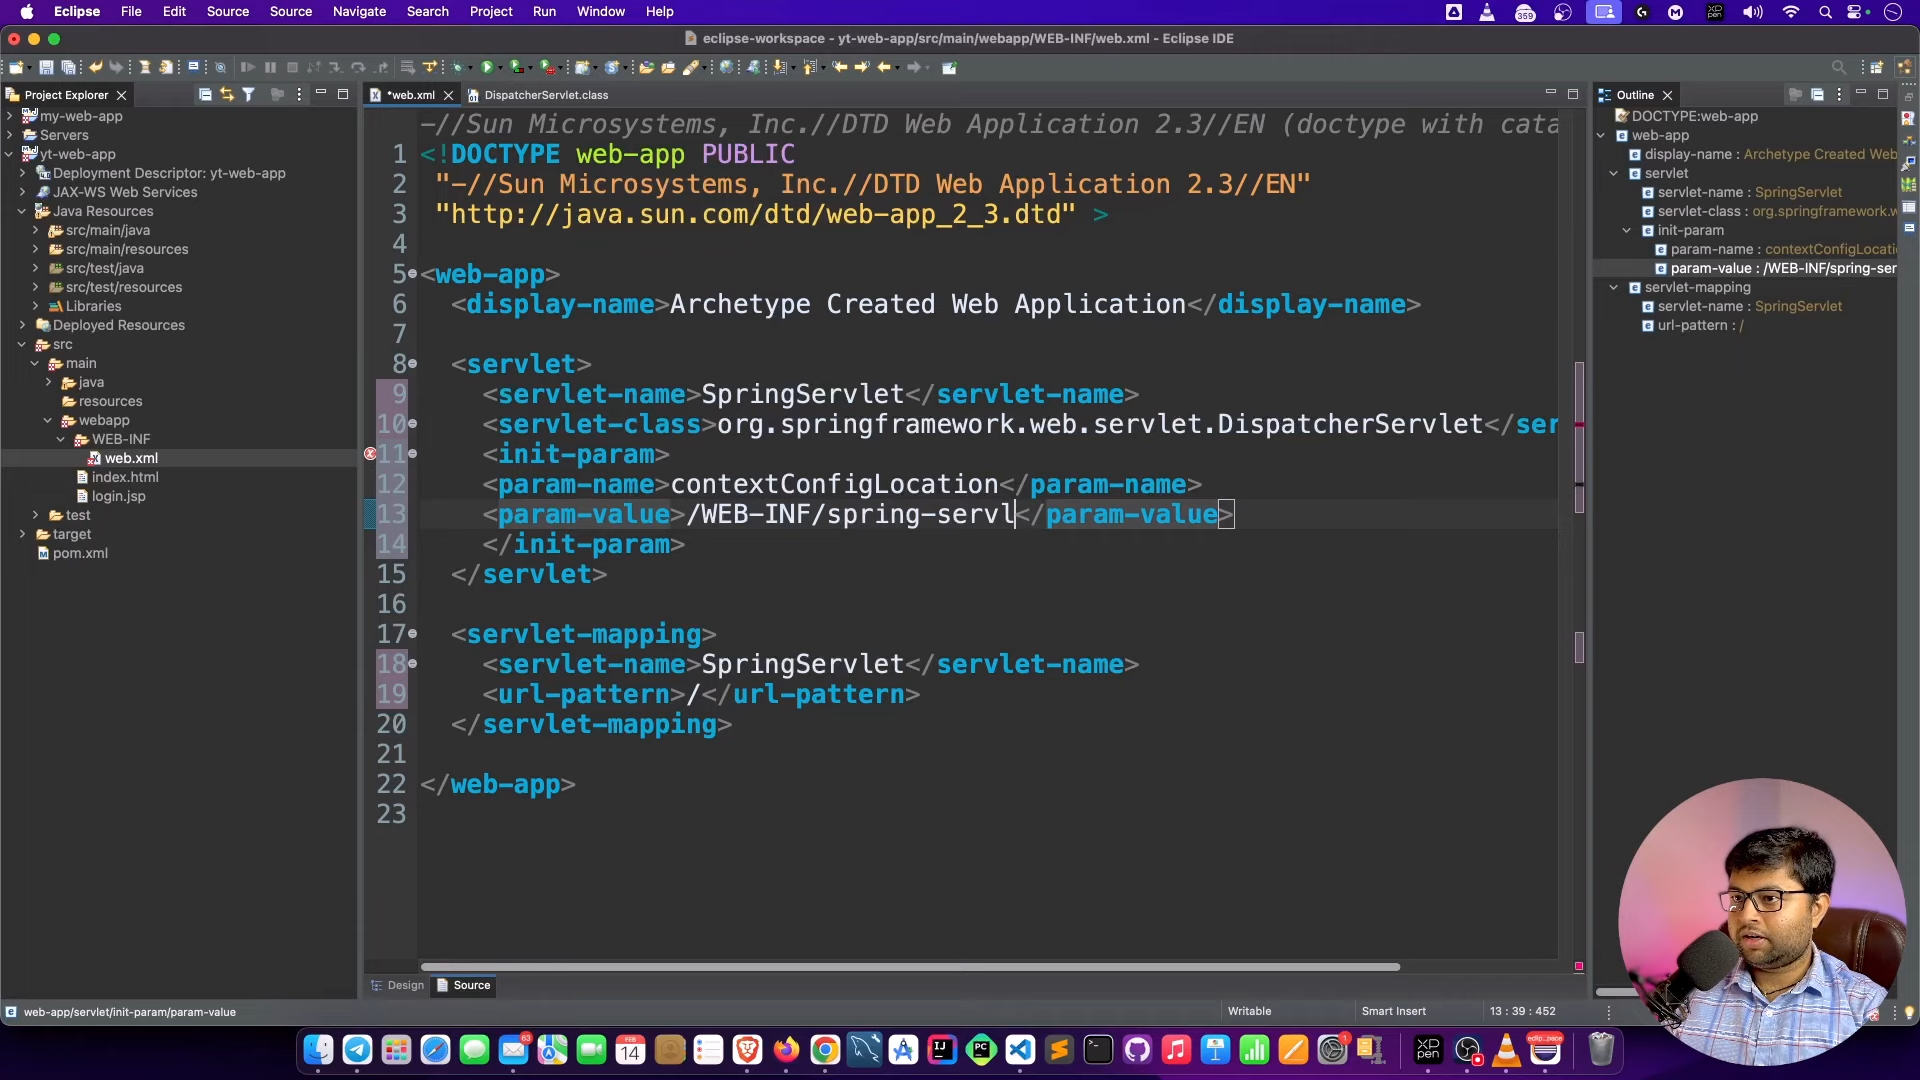 Eclipse File Edit Source Source Navigate Search Project Run Window Help
359
eclipse-workspace - yt-web-app/src/main/webapp/WEB-INF/web.xml - Eclipse IDE
Project Explorer
my-web-app
Servers
yt-web-app
Deployment Descriptor: yt-web-app
JAX-WS Web Services
Java Resources
src/main/java
src/main/resources
src/test/java
src/test/resources
Libraries
Deployed Resources
src
main
java
resources
webapp
WEB-INF
web.xml
index.html
login.jsp
test
target
pom.xml
*web.xml DispatcherServlet.class
-//Sun Microsystems, Inc.//DTD Web Application 2.3//EN (doctype with cata
1 <!DOCTYPE web-app PUBLIC
2 "-//Sun Microsystems, Inc.//DTD Web Application 2.3//EN"
3 "http://java.sun.com/dtd/web-app_2_3.dtd" >
4
5 <web-app>
6 <display-name>Archetype Created Web Application</display-name>
7
8 <servlet>
9 <servlet-name>SpringServlet</servlet-name>
10 <servlet-class>org.springframework.web.servlet.DispatcherServlet</ser
11 <init-param>
12 <param-name>contextConfigLocation</param-name>
13 <param-value>/WEB-INF/spring-servl</param-value>
14 </init-param>
15 </servlet>
16
17 <servlet-mapping>
18 <servlet-name>SpringServlet</servlet-name>
19 <url-pattern>/</url-pattern>
20 </servlet-mapping>
21
22 </web-app>
23
Design Source
Outline
DOCTYPE:web-app
web-app
display-name : Archetype Created Web
servlet
servlet-name : SpringServlet
servlet-class : org.springframework.w
init-param
param-name : contextConfigLocati
param-value : /WEB-INF/spring-ser
servlet-mapping
servlet-name : SpringServlet
url-pattern : /
web-app/servlet/init-param/param-value
Writable
Smart Insert
13 : 39 : 452
63
FEB
14
IJ
PC
1
XP
PEN